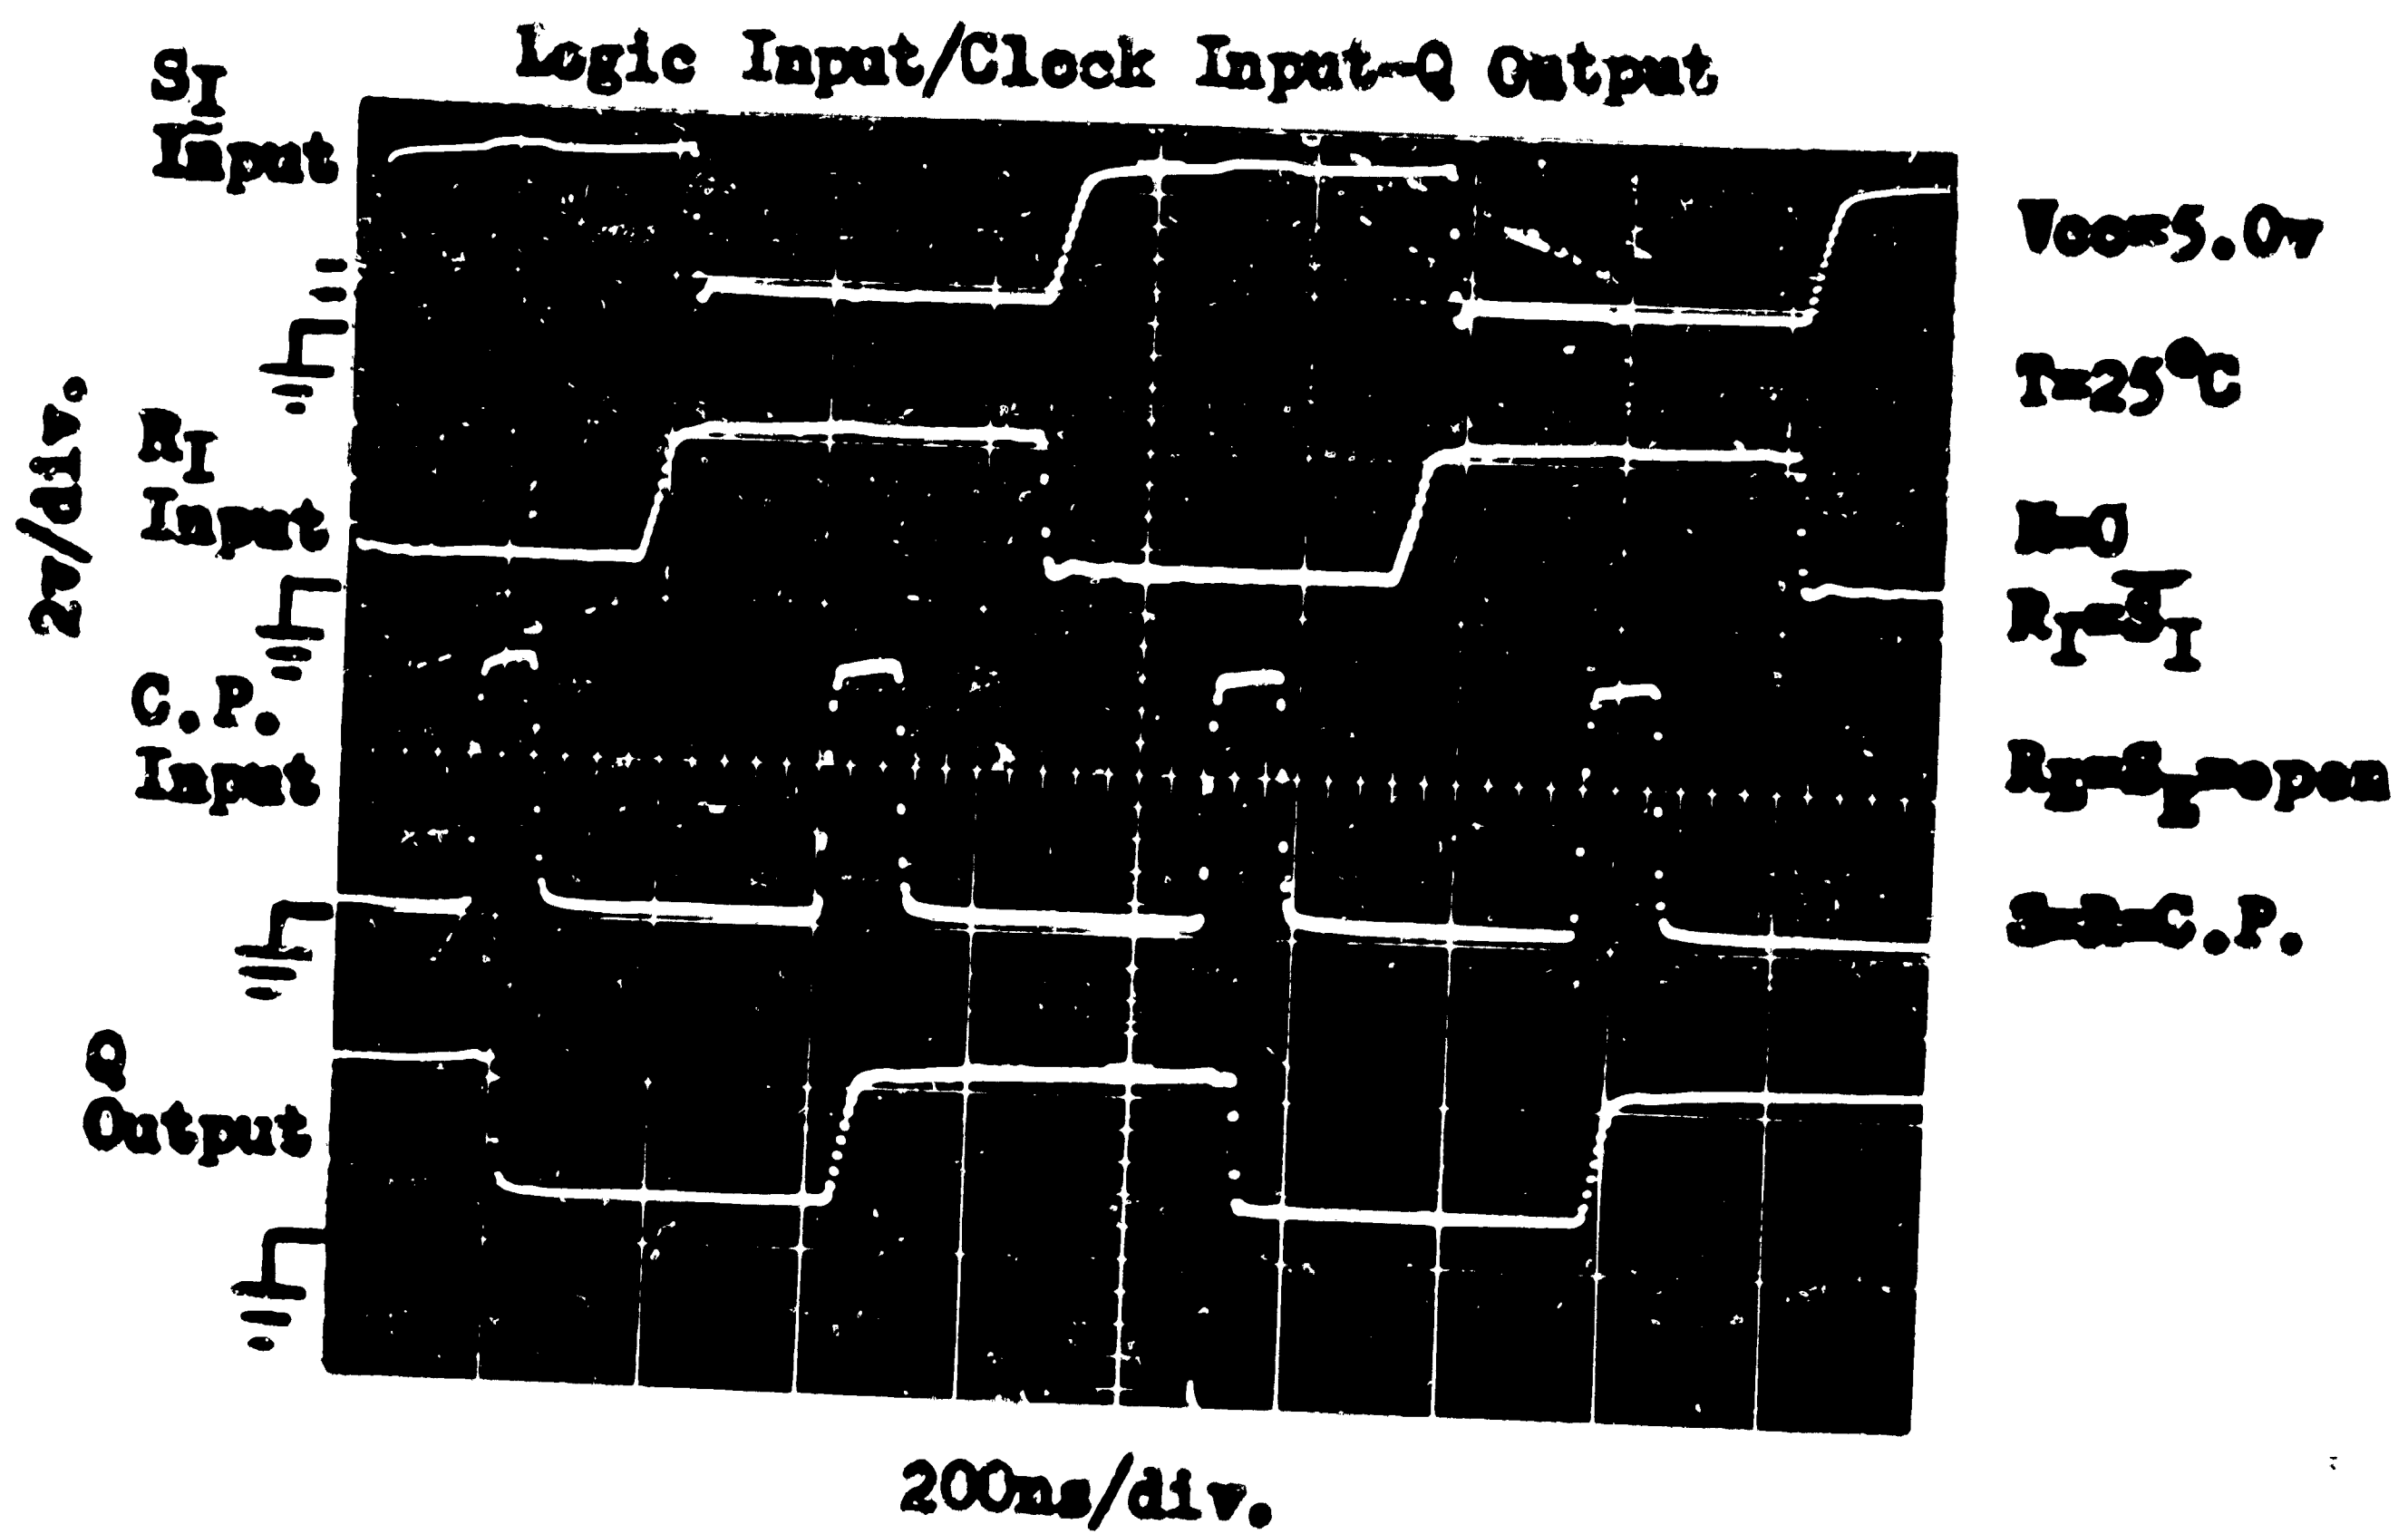 Logic Input/Clock Input-Q Output
SI
Input
2v/div.
RI
Input
C.P.
Input
Q
Output
Vcc=5.0v
T=25°C
RI=S̅I
C.P.
200ns/div.